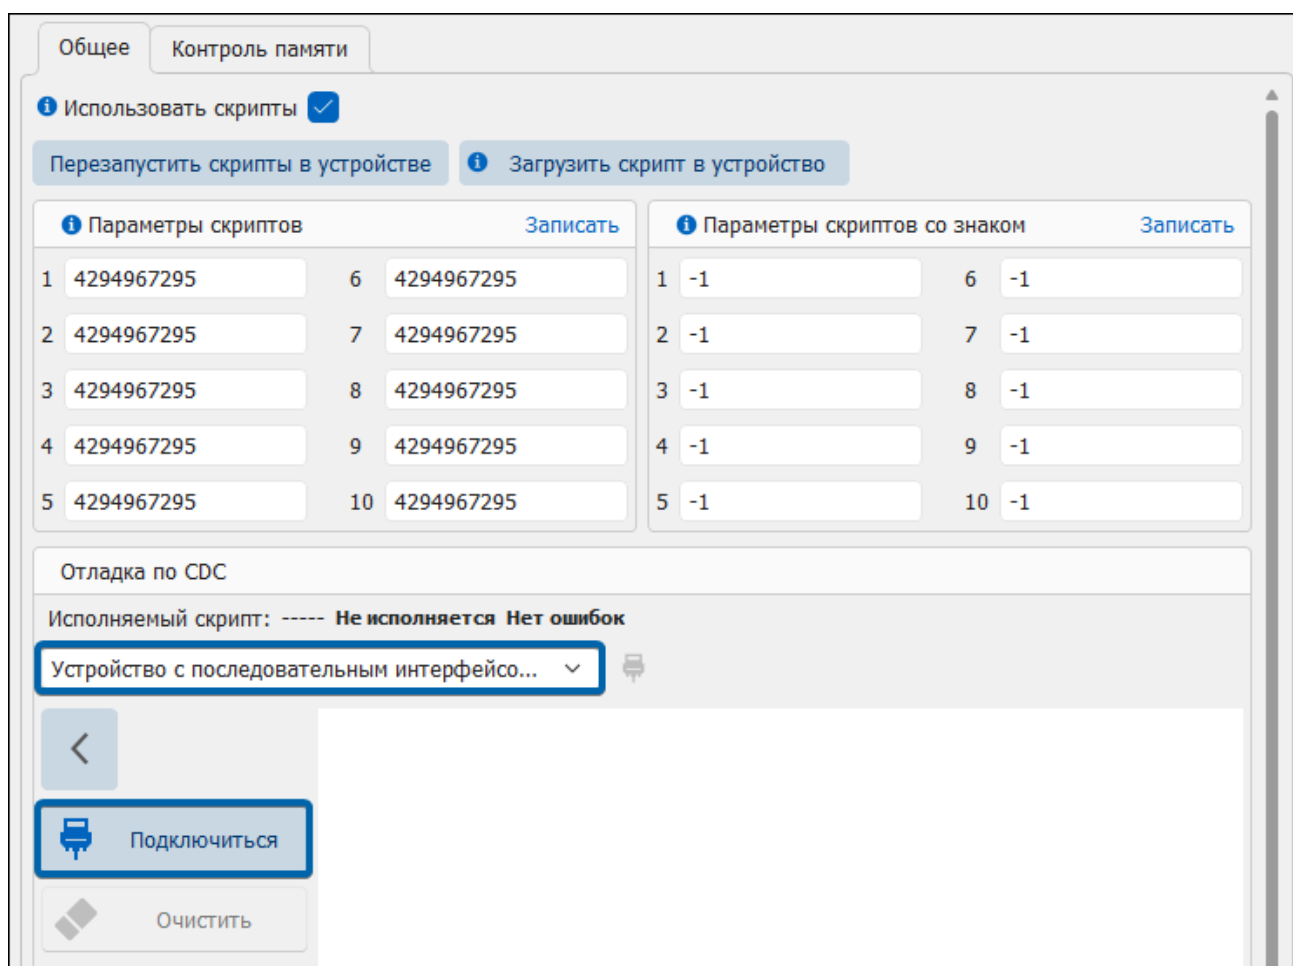 Общее Контроль памяти
Использовать скрипты
Перезапустить скрипты в устройстве Загрузить скрипт в устройство
Параметры скриптов Записать Параметры скриптов со знаком Записать
1 4294967295 6 4294967295 1 -1 6 -1
2 4294967295 7 4294967295 2 -1 7 -1
3 4294967295 8 4294967295 3 -1 8 -1
4 4294967295 9 4294967295 4 -1 9 -1
5 4294967295 10 4294967295 5 -1 10 -1
Отладка по CDC
Исполняемый скрипт: ----- Не исполняется Нет ошибок
Устройство с последовательным интерфейсо...
Подключиться
Очистить